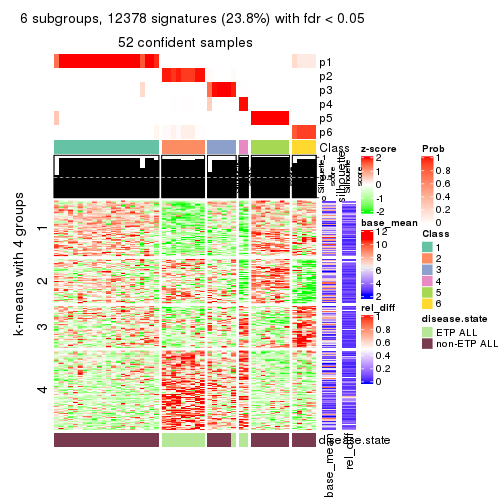 6 subgroups, 12378 signatures (23.8%) with fdr < 0.05
52 confident samples
p1
p2
p3
p4
p5
p6
Class
Silhouette
score
k-means with 4 groups
1
2
3
4
disease.state
base_mean
rel_diff
z-score
2
1
0
-1
-2
base_mean
12
10
8
6
4
2
rel_diff
1
0.8
0.6
0.4
0.2
0
Prob
1
0.8
0.6
0.4
0.2
0
Class
1
2
3
4
5
6
disease.state
ETP ALL
non-ETP ALL